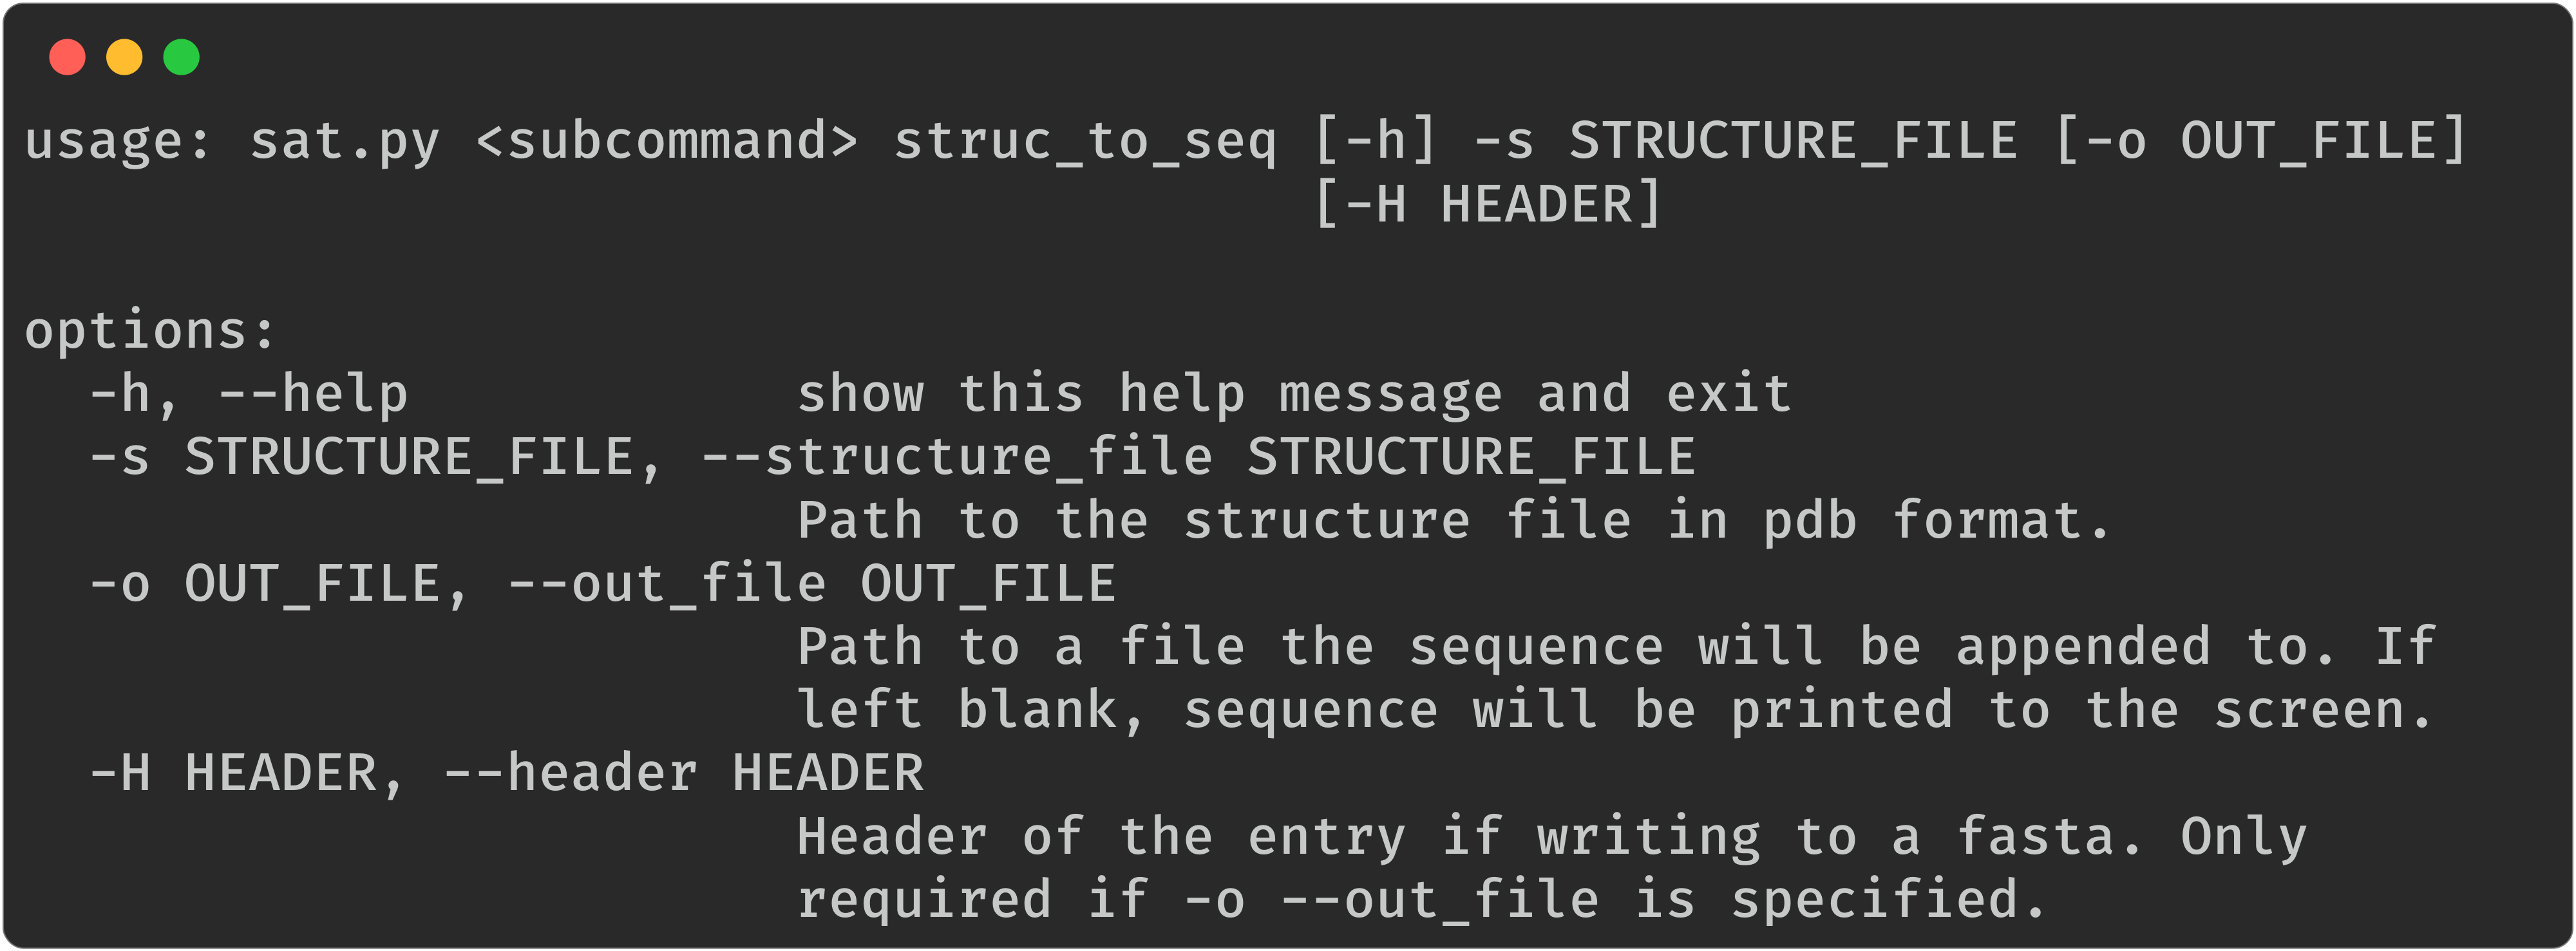 usage: sat.py <subcommand> struc_to_seq [-h] -s STRUCTURE_FILE [-o OUT_FILE]
[-H HEADER]
options:
-h, --help show this help message and exit
-s STRUCTURE_FILE, --structure_file STRUCTURE_FILE
Path to the structure file in pdb format.
-o OUT_FILE, --out_file OUT_FILE
Path to a file the sequence will be appended to. If
left blank, sequence will be printed to the screen.
-H HEADER, --header HEADER
Header of the entry if writing to a fasta. Only
required if -o --out_file is specified.